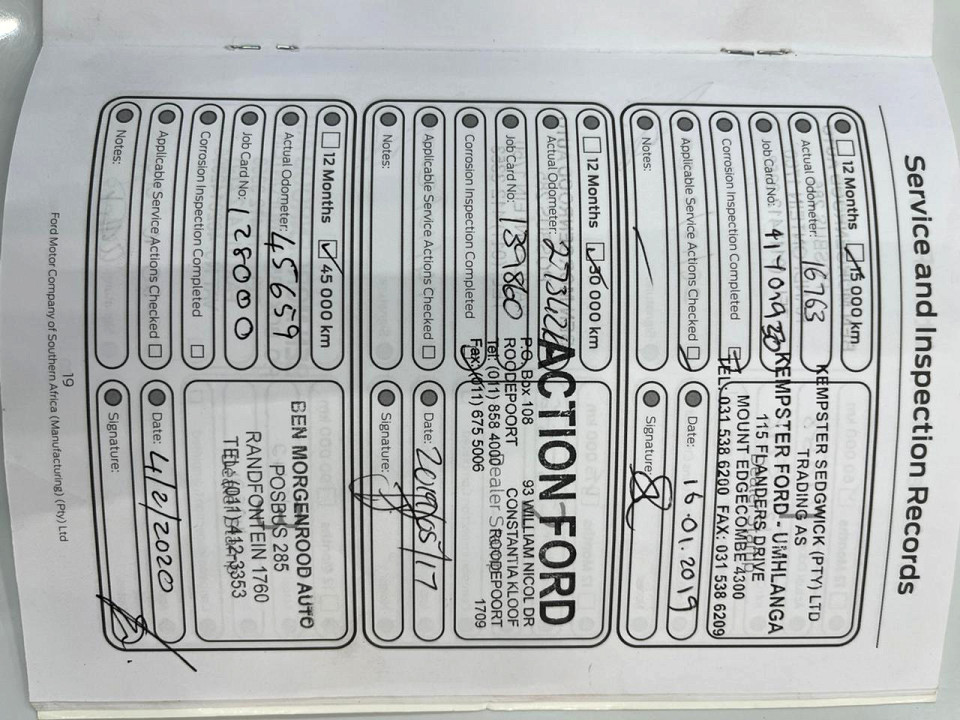 Service and Inspection Records
12 Months 15 000 km
Actual Odometer: 16763
Job Card No:
Corrosion Inspection Completed
Applicable Service Actions Checked
Notes:
KEMPSTER SEDGWICK (PTY) LTD
TRADING AS
KEMPSTER FORD - UMHLANGA
115 FLANDERS DRIVE
MOUNT EDGECOMBE 4300
TEL: 031 538 6200 FAX: 031 538 6209
Date: 16.01.2019
Signature:
12 Months 30 000 km
Actual Odometer:
Job Card No: 139860
Corrosion Inspection Completed
Applicable Service Actions Checked
Notes:
ACTION FORD
P.O. Box 108 93 WILLIAM NICOL DR
ROODEPOORT CONSTANTIA KLOOF
Tel: (011) 858 4000 ROODEPOORT
Fax: (011) 675 5006 1709
Date: 2019/05/17
Signature:
12 Months 45 000 km
Actual Odometer: 45659
Job Card No: 128000
Corrosion Inspection Completed
Applicable Service Actions Checked
Notes:
BEN MORGENROOD AUTO
POSBUS 285
RANDFONTEIN 1760
TEL: (011) 412-3353
Date: 4/2/2020
Signature:
19
Ford Motor Company of Southern Africa (Manufacturing) (Pty) Ltd